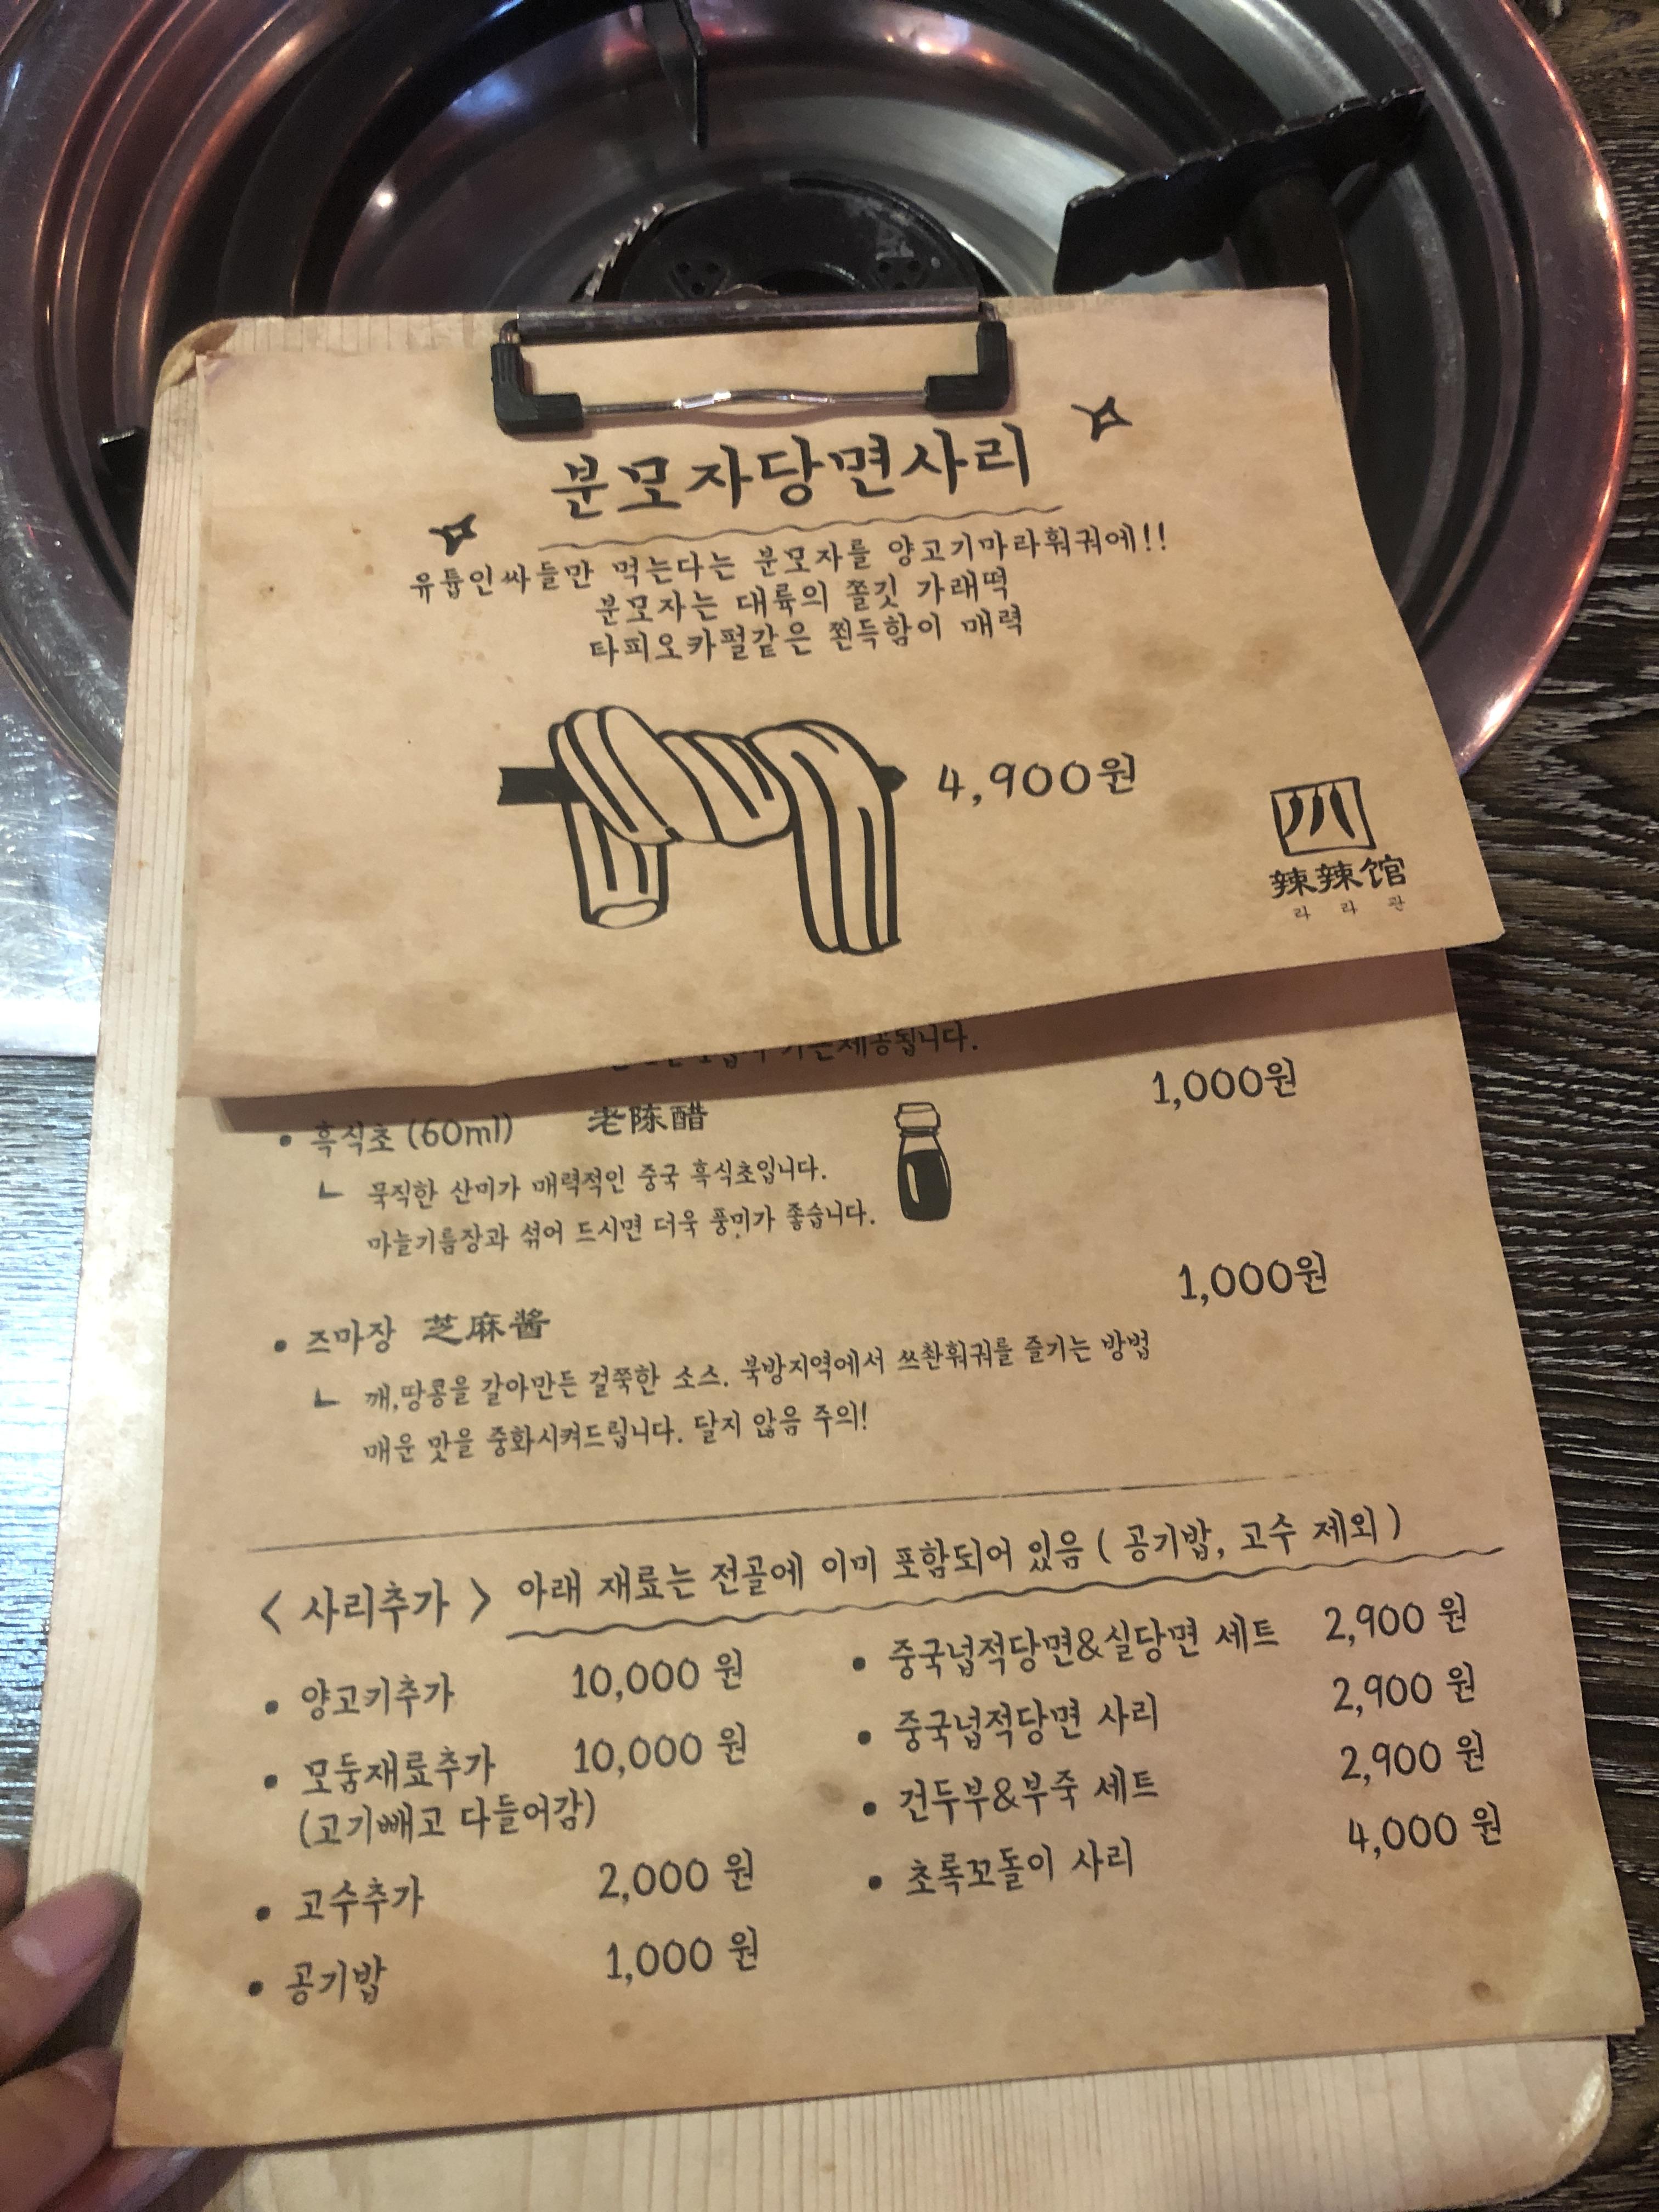 분모자당면사리
유튭인싸들만 먹는다는 분모자를 양고기마라훠궈에!!
분모자는 대륙의 쫄깃 가래떡
타피오카펄같은 쫀득함이 매력
4,900원
辣辣馆
라라관
기본제공됩니다.
• 흑식초 (60ml) 老陈醋 1,000원
ㄴ 묵직한 산미가 매력적인 중국 흑식초입니다.
마늘기름장과 섞어 드시면 더욱 풍미가 좋습니다.
• 즈마장 芝麻酱 1,000원
ㄴ 깨,땅콩을 갈아만든 걸쭉한 소스. 북방지역에서 쓰촨훠궈를 즐기는 방법
매운 맛을 중화시켜드립니다. 달지 않음 주의!
< 사리추가 > 아래 재료는 전골에 이미 포함되어 있음 ( 공기밥, 고수 제외 )
• 양고기추가 10,000 원
• 모둠재료추가 10,000 원
(고기빼고 다들어감)
• 고수추가 2,000 원
• 공기밥 1,000 원
• 중국넙적당면&실당면 세트 2,900 원
• 중국넙적당면 사리 2,900 원
• 건두부&부죽 세트 2,900 원
• 초록꼬돌이 사리 4,000 원